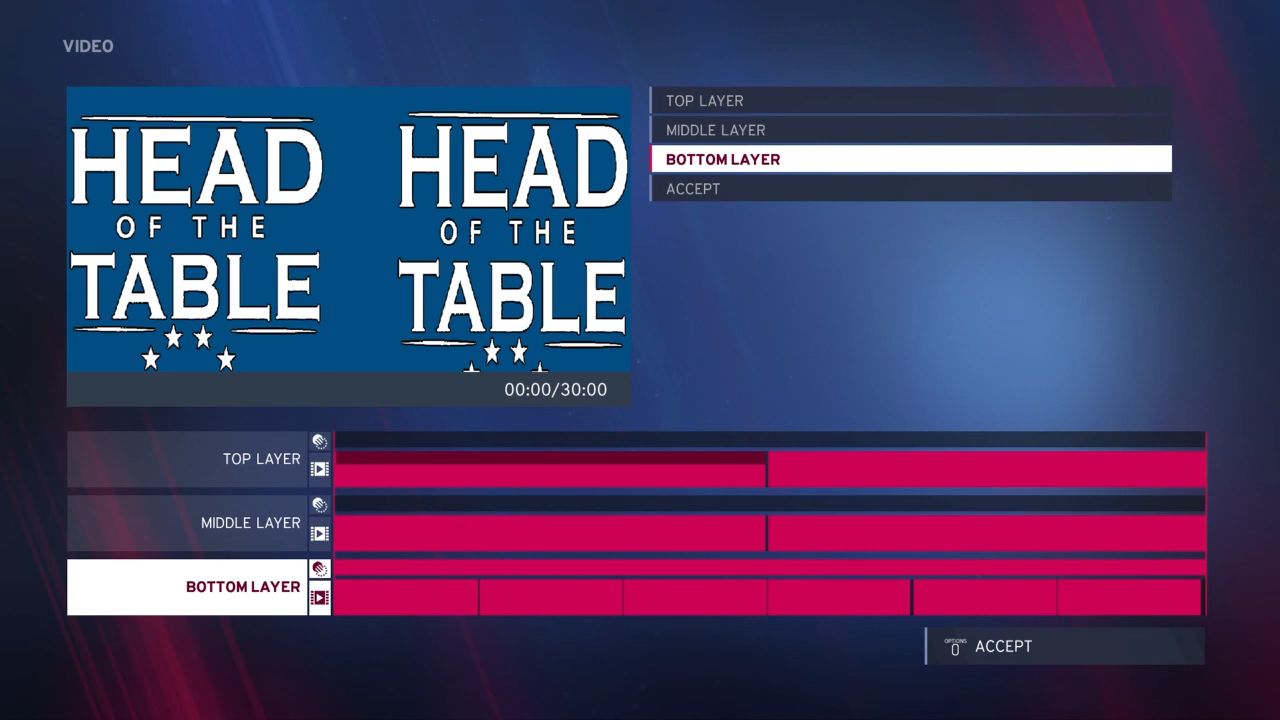 VIDEO
HEAD
OF THE
TABLE
HEAD
OF THE
TABLE
00:00/30:00
TOP LAYER
MIDDLE LAYER
BOTTOM LAYER
ACCEPT
TOP LAYER
MIDDLE LAYER
BOTTOM LAYER
OPTIONS
ACCEPT